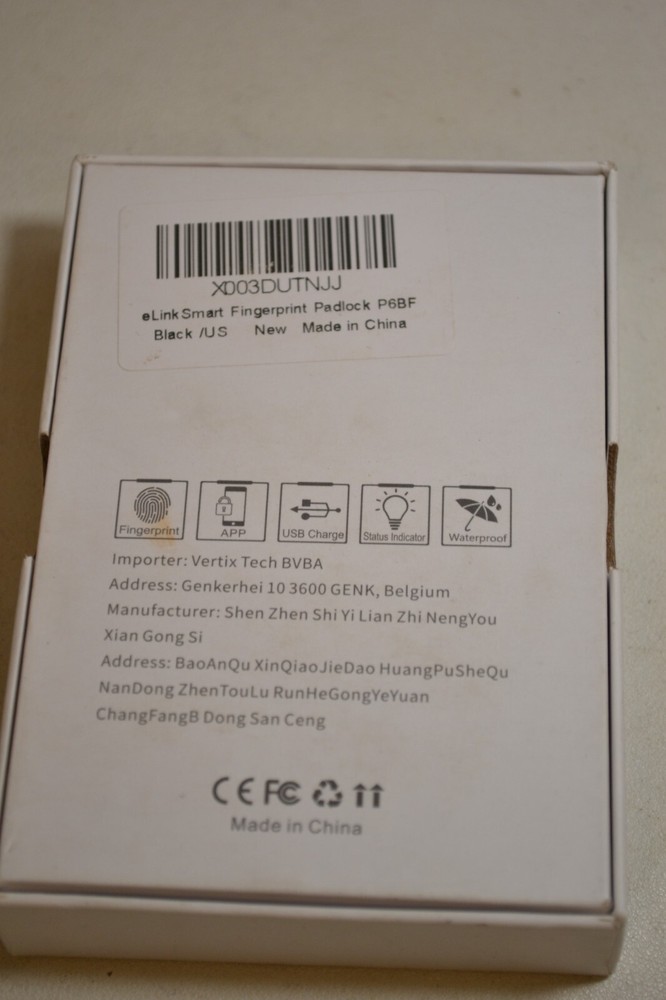 X003DUTNJJ
eLinkSmart Fingerprint Padlock P6BF
Black /US New Made in China
Fingerprint
APP
USB Charge
Status Indicator
Waterproof
Importer: Vertix Tech BVBA
Address: Genkerhei 10 3600 GENK, Belgium
Manufacturer: Shen Zhen Shi Yi Lian Zhi NengYou
Xian Gong Si
Address: BaoAnQu XinQiaoJieDao HuangPuSheQu
NanDong ZhenTouLu RunHeGongYeYuan
ChangFangB Dong San Ceng
CE FC
Made in China